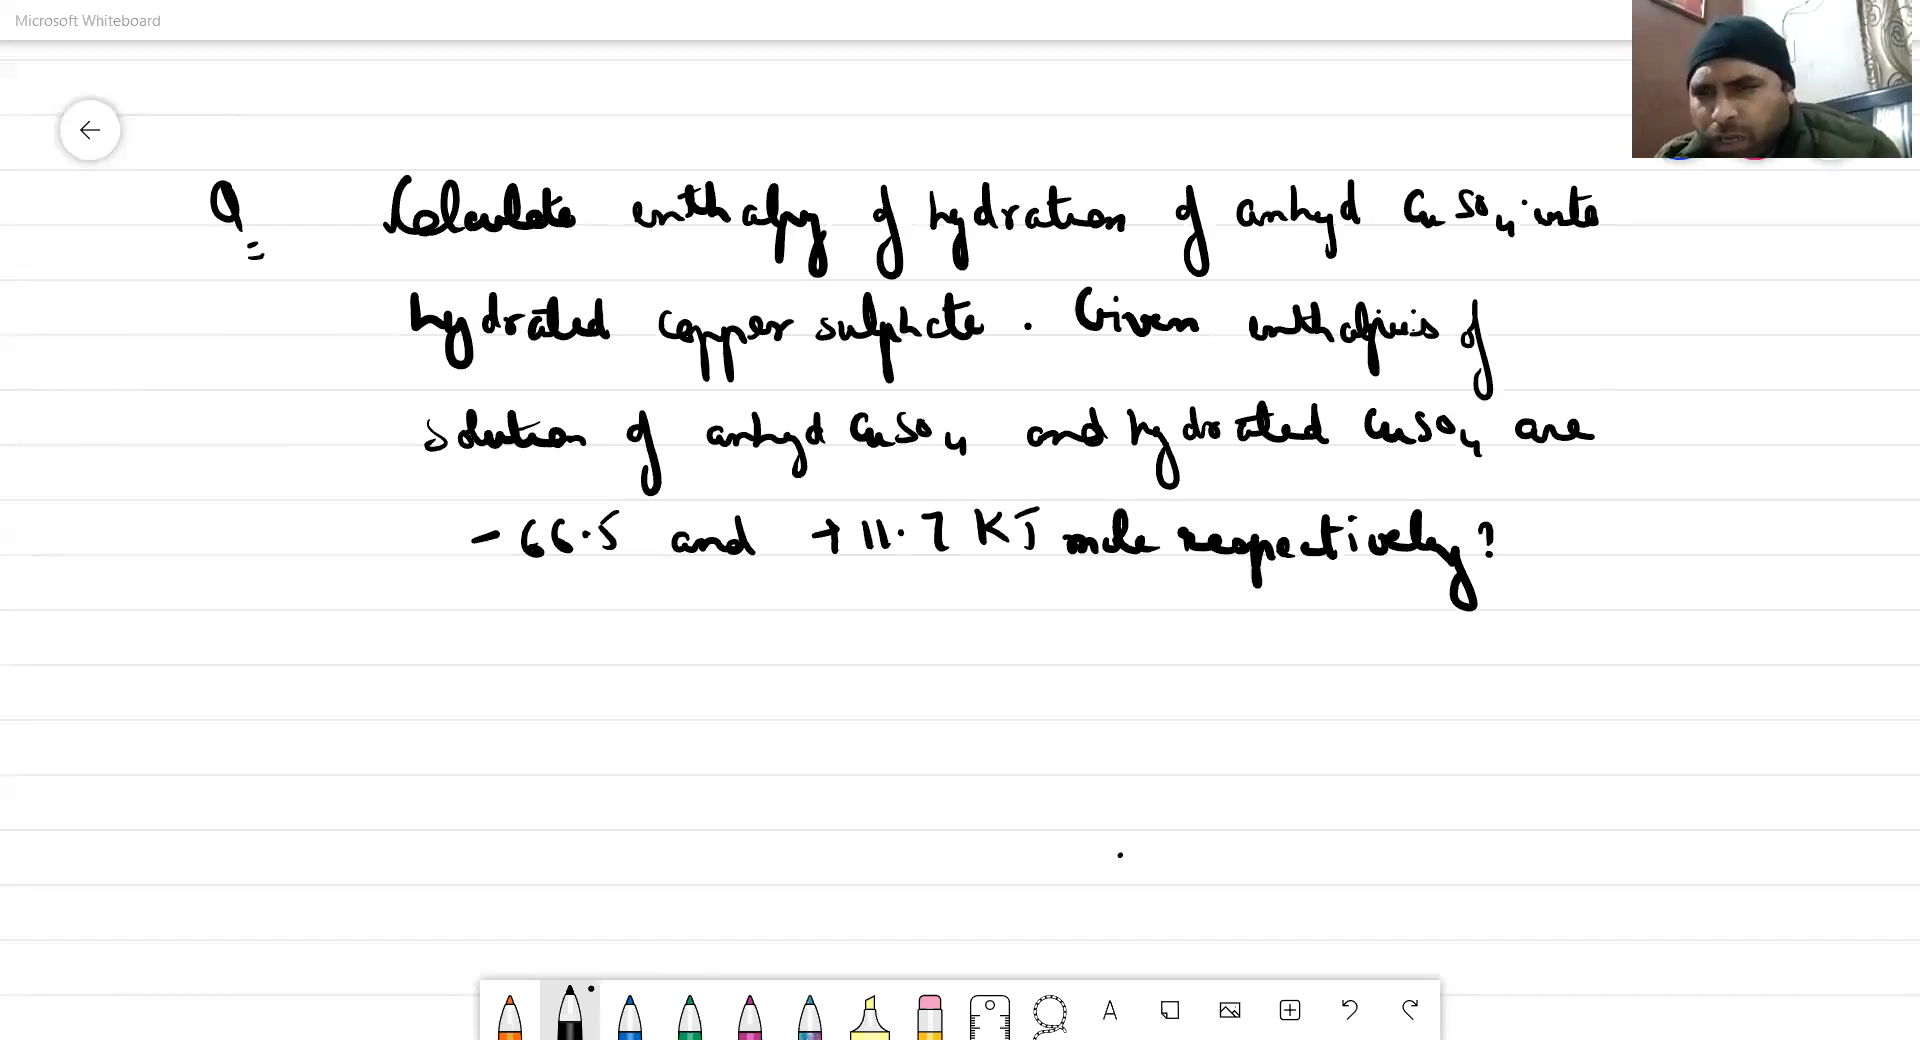 Microsoft Whiteboard
Q Calculate enthalpy of hydration of anhyd CuSO4 into
hydrated copper sulphate. Given enthalpies of
solution of anhyd CuSO4 and hydrated CuSO4 are
- 66.5 and + 11.7 KJ mole respectively?
A